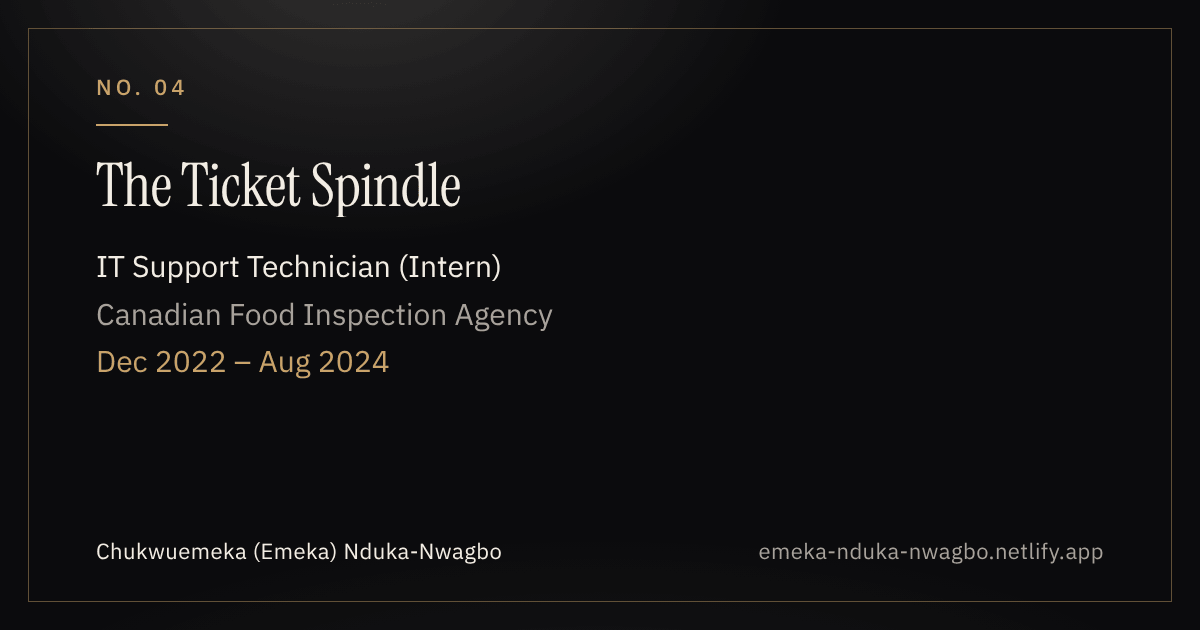 NO. 04
The Ticket Spindle
IT Support Technician (Intern)
Canadian Food Inspection Agency
Dec 2022 – Aug 2024
Chukwuemeka (Emeka) Nduka-Nwagbo
emeka-nduka-nwagbo.netlify.app